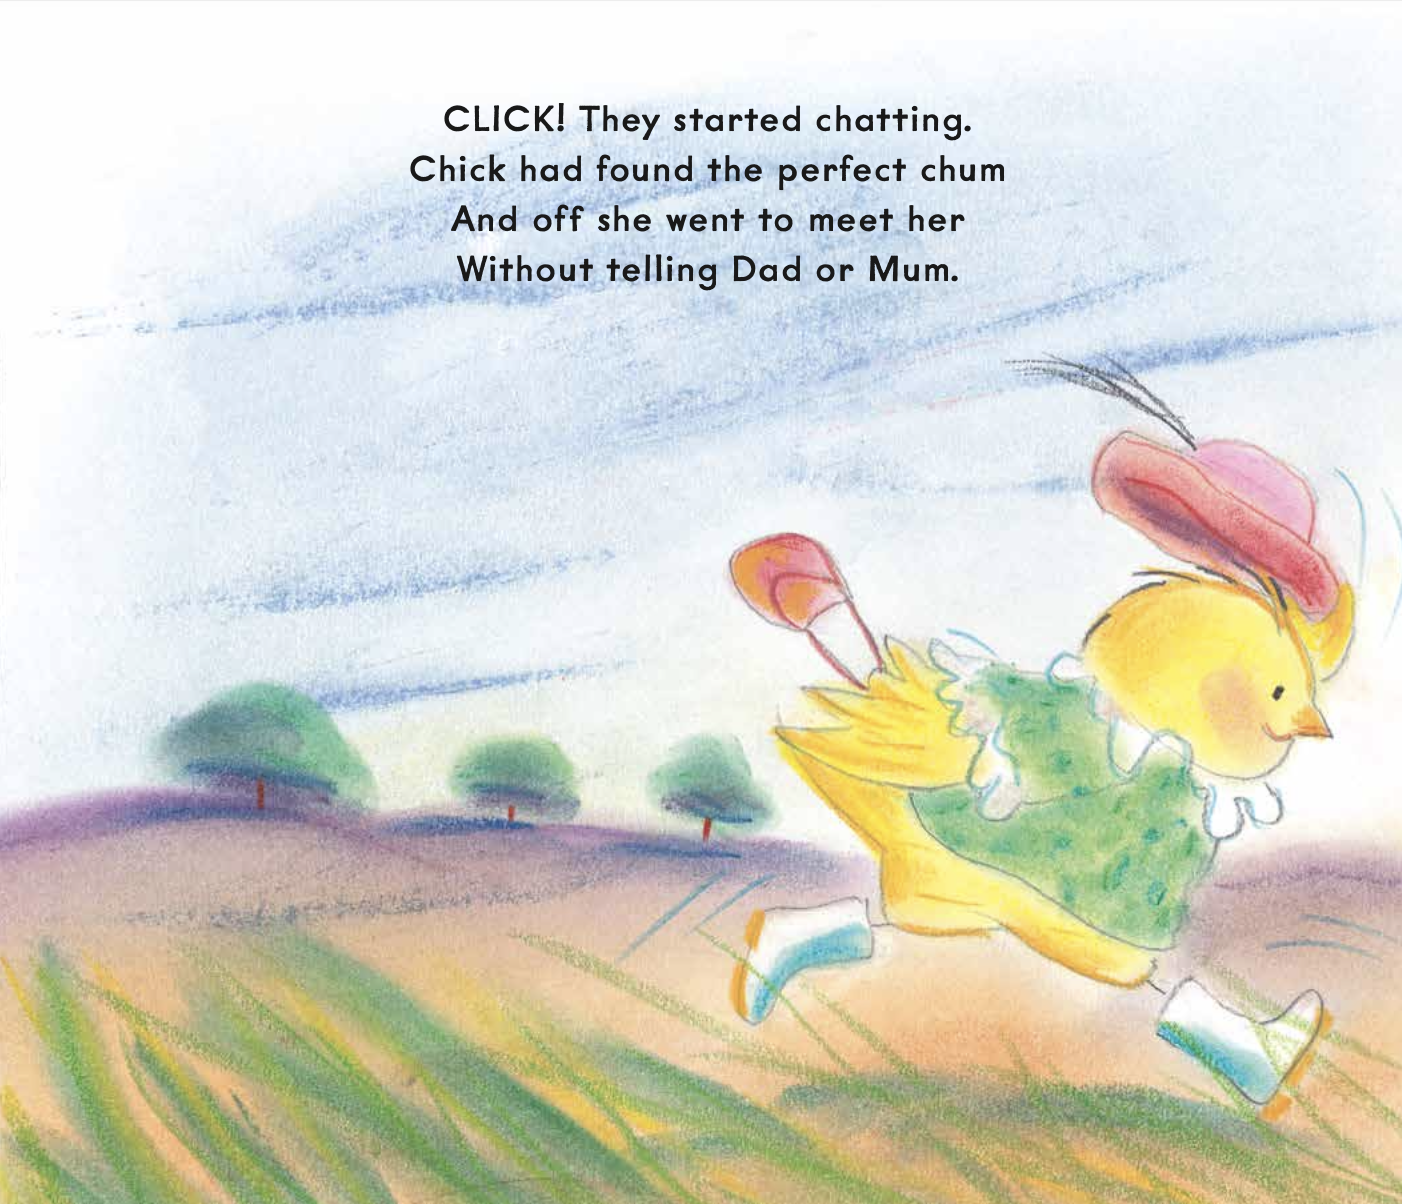 CLICK! They started chatting.
Chick had found the perfect chum
And off she went to meet her
Without telling Dad or Mum.